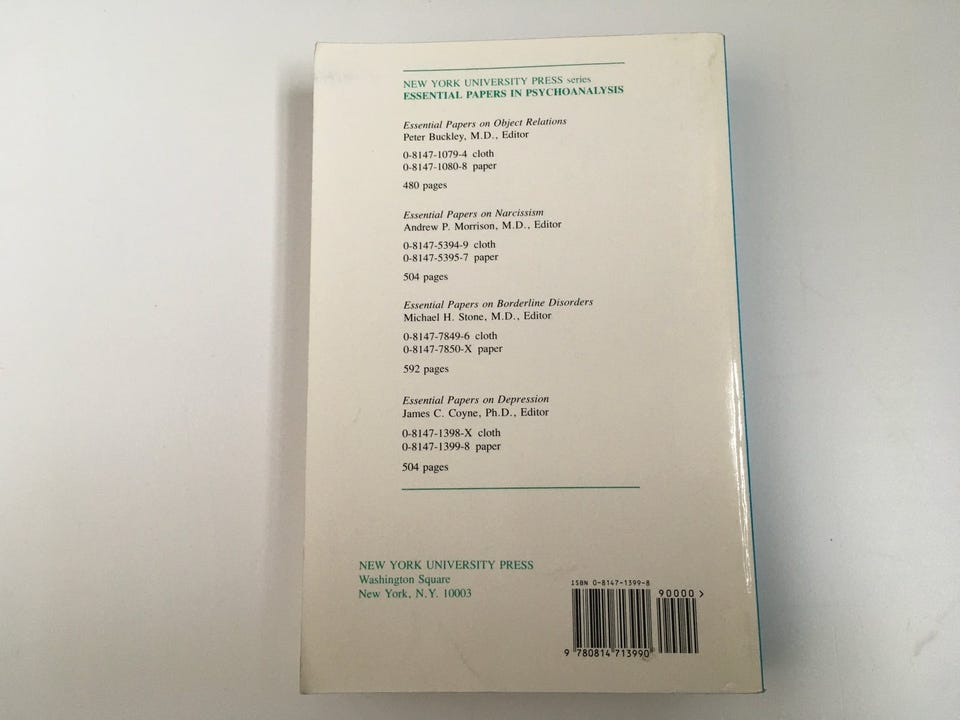 NEW YORK UNIVERSITY PRESS series
ESSENTIAL PAPERS IN PSYCHOANALYSIS
Essential Papers on Object Relations
Peter Buckley, M.D., Editor
0-8147-1079-4 cloth
0-8147-1080-8 paper
480 pages
Essential Papers on Narcissism
Andrew P. Morrison, M.D., Editor
0-8147-5394-9 cloth
0-8147-5395-7 paper
504 pages
Essential Papers on Borderline Disorders
Michael H. Stone, M.D., Editor
0-8147-7849-6 cloth
0-8147-7850-X paper
592 pages
Essential Papers on Depression
James C. Coyne, Ph.D., Editor
0-8147-1398-X cloth
0-8147-1399-8 paper
504 pages
NEW YORK UNIVERSITY PRESS
Washington Square
New York, N.Y. 10003
ISBN 0-8147-1399-8
90000 >
9 780814 713990